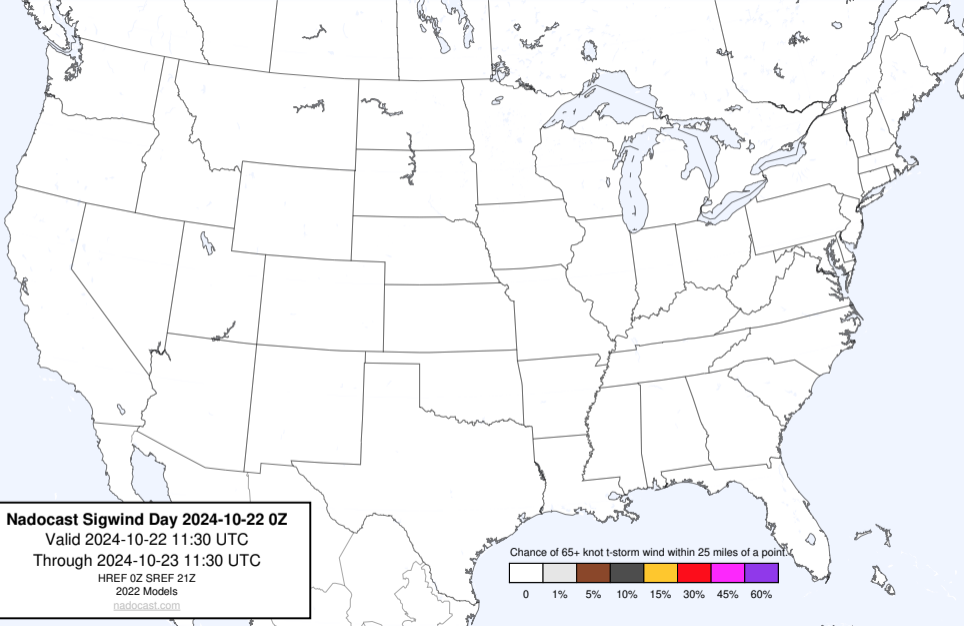 Nadocast Sigwind Day 2024-10-22 0Z
Valid 2024-10-22 11:30 UTC
Through 2024-10-23 11:30 UTC
HREF 0Z SREF 21Z
2022 Models
nadocast.com
Chance of 65+ knot t-storm wind within 25 miles of a point.
0 1% 5% 10% 15% 30% 45% 60%